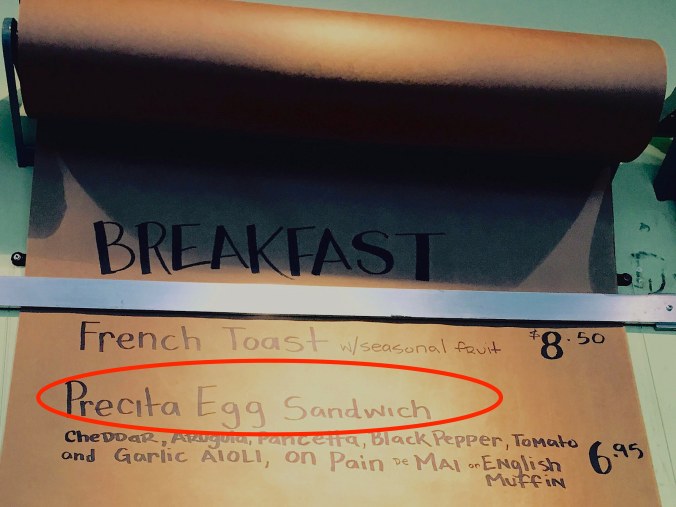 BREAKFAST
French Toast w/seasonal fruit $8.50
Precita Egg Sandwich
CHEDDAR, ARugula, Pancetta, Black Pepper, Tomato
and Garlic AIOLI, on Pain De MAI or ENglish 6.95
MuffiN